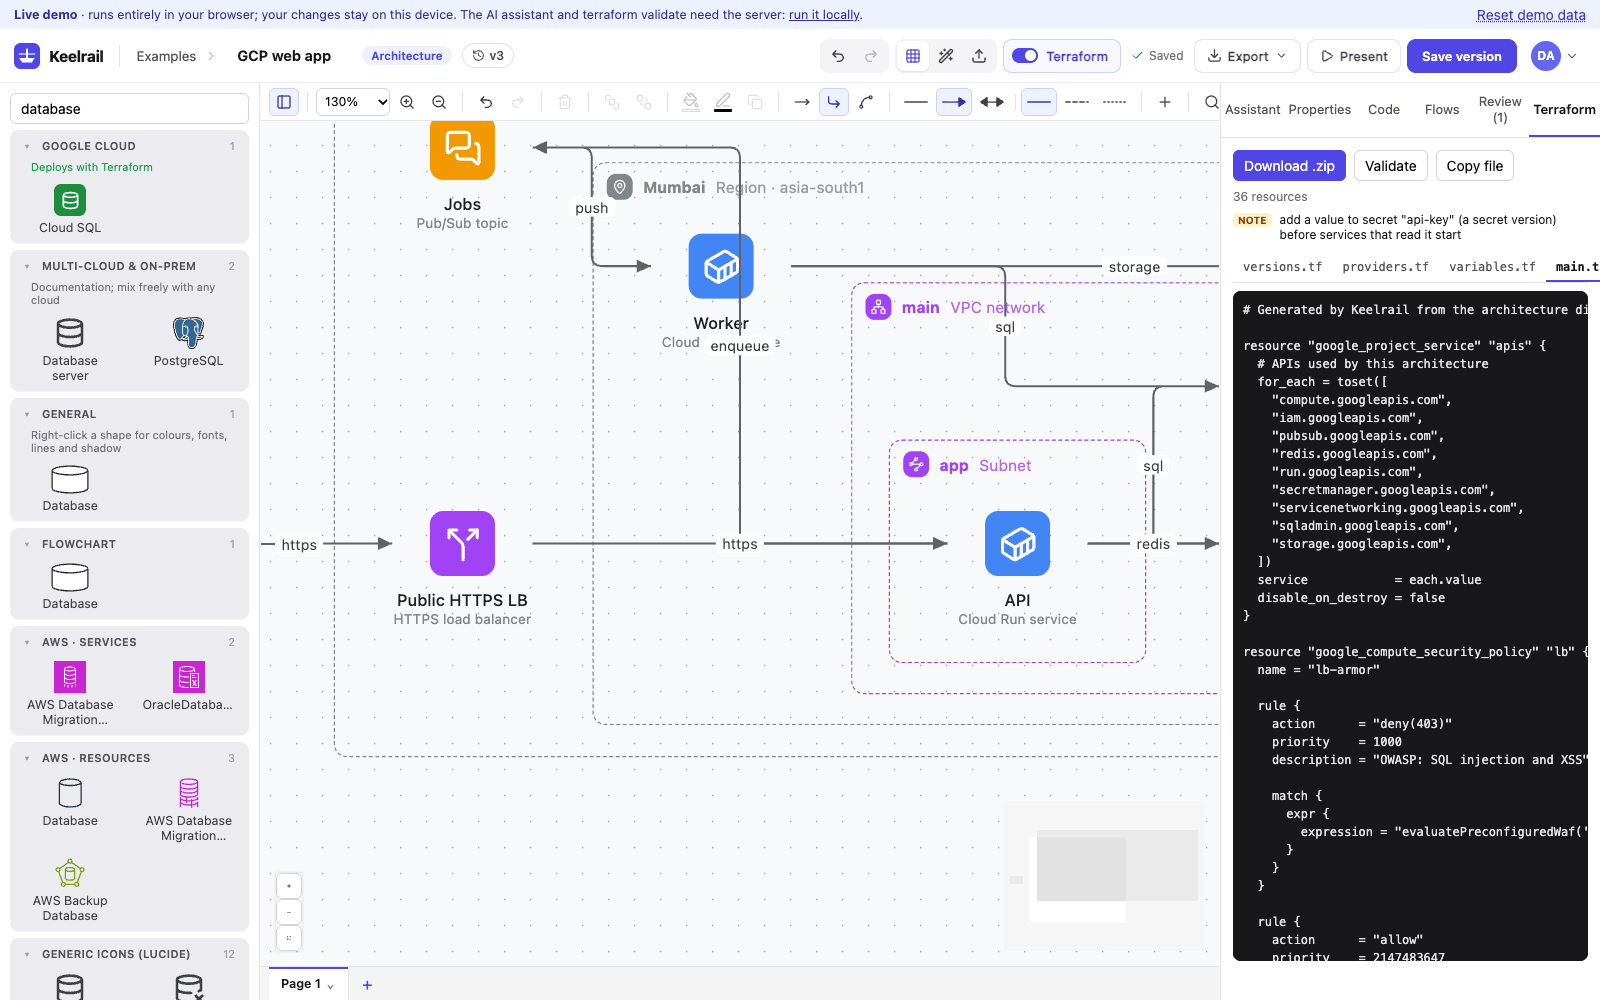 Live demo · runs entirely in your browser; your changes stay on this device. The AI assistant and terraform validate need the server: run it locally.
Reset demo data
Keelrail
Examples
GCP web app
Architecture
v3
Terraform
Saved
Export
Present
Save version
DA
database
GOOGLE CLOUD 1
Deploys with Terraform
Cloud SQL
MULTI-CLOUD & ON-PREM 2
Documentation; mix freely with any
cloud
Database
server
PostgreSQL
GENERAL 1
Right-click a shape for colours, fonts,
lines and shadow
Database
FLOWCHART 1
Database
AWS · SERVICES 2
AWS Database
Migration...
OracleDataba...
AWS · RESOURCES 3
Database
AWS Database
Migration...
AWS Backup
Database
GENERIC ICONS (LUCIDE) 12
130%
Jobs
Pub/Sub topic
push
Mumbai Region · asia-south1
Worker
Cloud
enqueue
storage
main VPC network
sql
app Subnet
sql
https
Public HTTPS LB
HTTPS load balancer
https
API
Cloud Run service
redis
Page 1
Assistant
Properties
Code
Flows
Review
(1)
Terraform
Download .zip
Validate
Copy file
36 resources
NOTE add a value to secret "api-key" (a secret version)
before services that read it start
versions.tf
providers.tf
variables.tf
main.t
# Generated by Keelrail from the architecture di
resource "google_project_service" "apis" {
# APIs used by this architecture
for_each = toset([
"compute.googleapis.com",
"iam.googleapis.com",
"pubsub.googleapis.com",
"redis.googleapis.com",
"run.googleapis.com",
"secretmanager.googleapis.com",
"servicenetworking.googleapis.com",
"sqladmin.googleapis.com",
"storage.googleapis.com",
])
service = each.value
disable_on_destroy = false
}
resource "google_compute_security_policy" "lb" {
name = "lb-armor"
rule {
action = "deny(403)"
priority = 1000
description = "OWASP: SQL injection and XSS"
match {
expr {
expression = "evaluatePreconfiguredWaf('
}
}
}
rule {
action = "allow"
priority = 2147483647